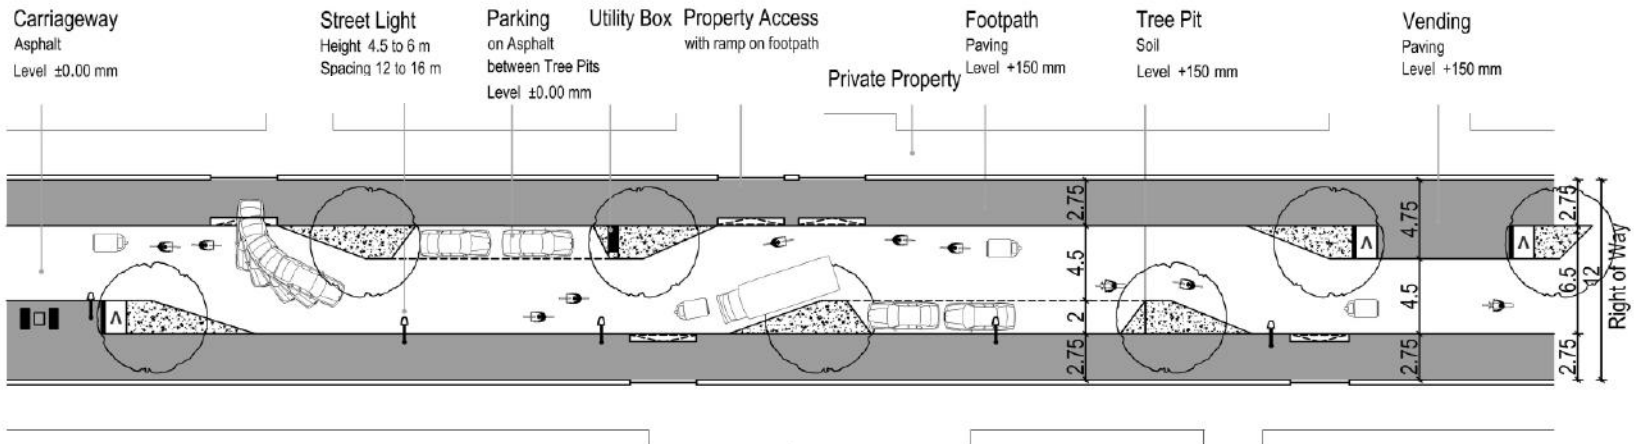 Carriageway
Asphalt
Level ±0.00 mm
Street Light
Height 4.5 to 6 m
Spacing 12 to 16 m
Parking
on Asphalt
between Tree Pits
Level ±0.00 mm
Utility Box
Property Access
with ramp on footpath
Private Property
Footpath
Paving
Level +150 mm
Tree Pit
Soil
Level +150 mm
Vending
Paving
Level +150 mm
2.75
4.5
2
2.75
4.75
4.5
2.75
2.75
6.5
2.75
12
Right of Way